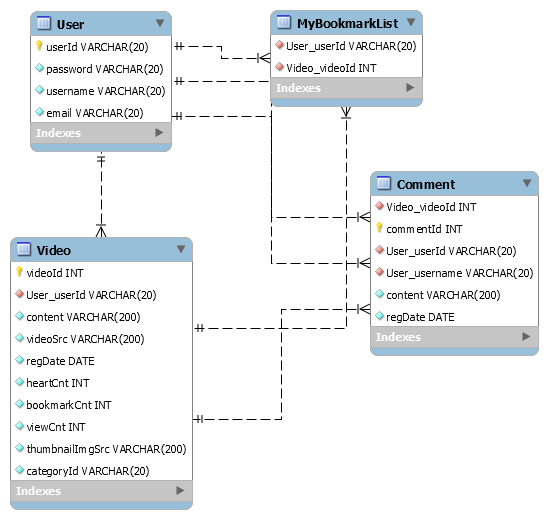 User
userId VARCHAR(20)
password VARCHAR(20)
username VARCHAR(20)
email VARCHAR(20)
Indexes
MyBookmarkList
User_userId VARCHAR(20)
Video_videoId INT
Indexes
Comment
Video_videoId INT
commentId INT
User_userId VARCHAR(20)
User_username VARCHAR(20)
content VARCHAR(200)
regDate DATE
Indexes
Video
videoId INT
User_userId VARCHAR(20)
content VARCHAR(200)
videoSrc VARCHAR(200)
regDate DATE
heartCnt INT
bookmarkCnt INT
viewCnt INT
thumbnailImgSrc VARCHAR(200)
categoryId VARCHAR(20)
Indexes